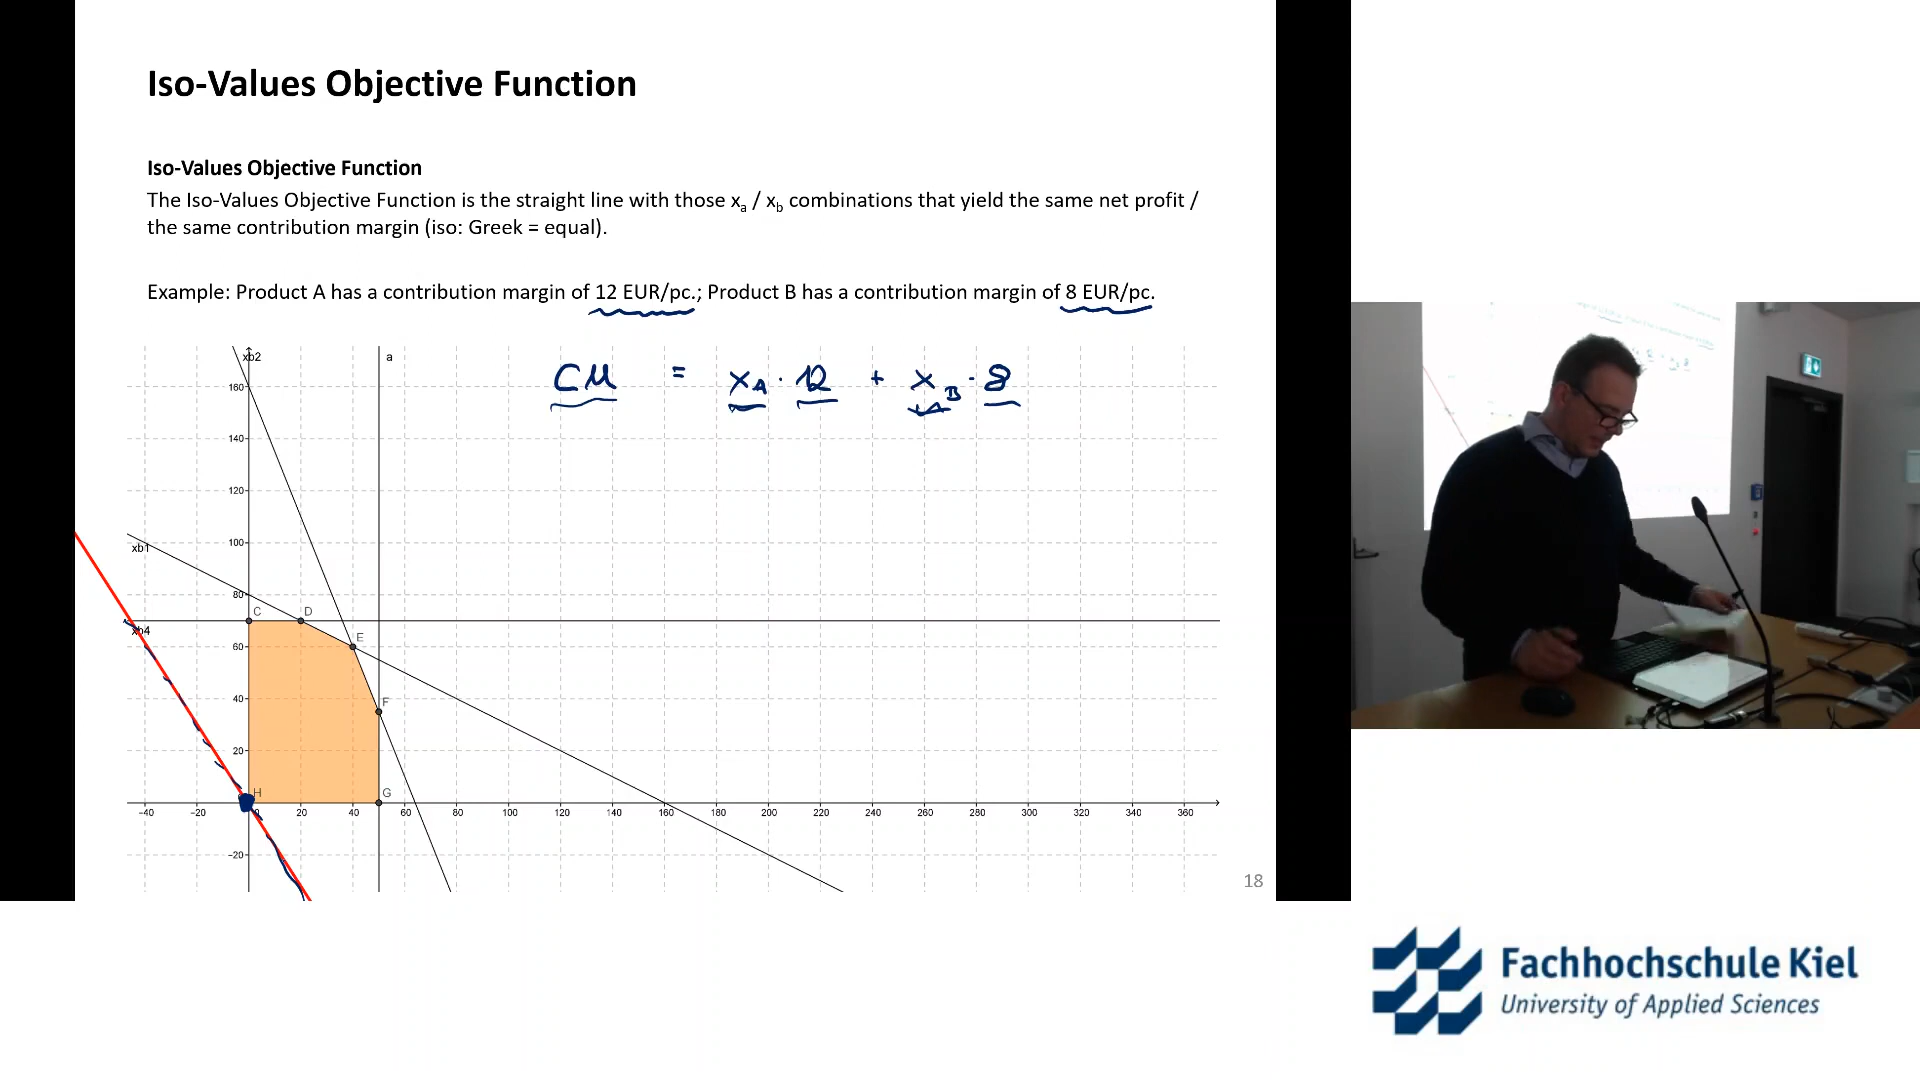 Iso-Values Objective Function
Iso-Values Objective Function
The Iso-Values Objective Function is the straight line with those xa / xb combinations that yield the same net profit /
the same contribution margin (iso: Greek = equal).
Example: Product A has a contribution margin of 12 EUR/pc.; Product B has a contribution margin of 8 EUR/pc.
CM = xA · 12 + xB · 8
xb2
a
160
140
120
100
xb1
80
C
D
xb4
60
E
40
F
20
H
G
-40 -20 0 20 40 60 80 100 120 140 160 180 200 220 240 260 280 300 320 340 360
-20
18
Fachhochschule Kiel
University of Applied Sciences